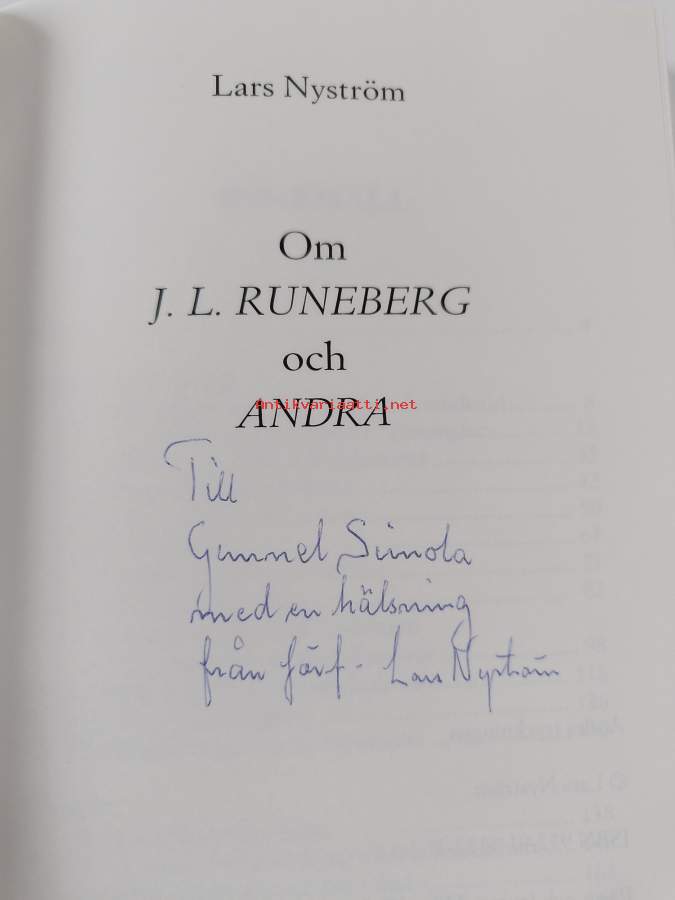 Lars Nyström
Om
J. L. RUNEBERG
och
Antikvariaatti.net
ANDRA
Till
Gunnel Simola
med en hälsning
från förf. Lars Nyström